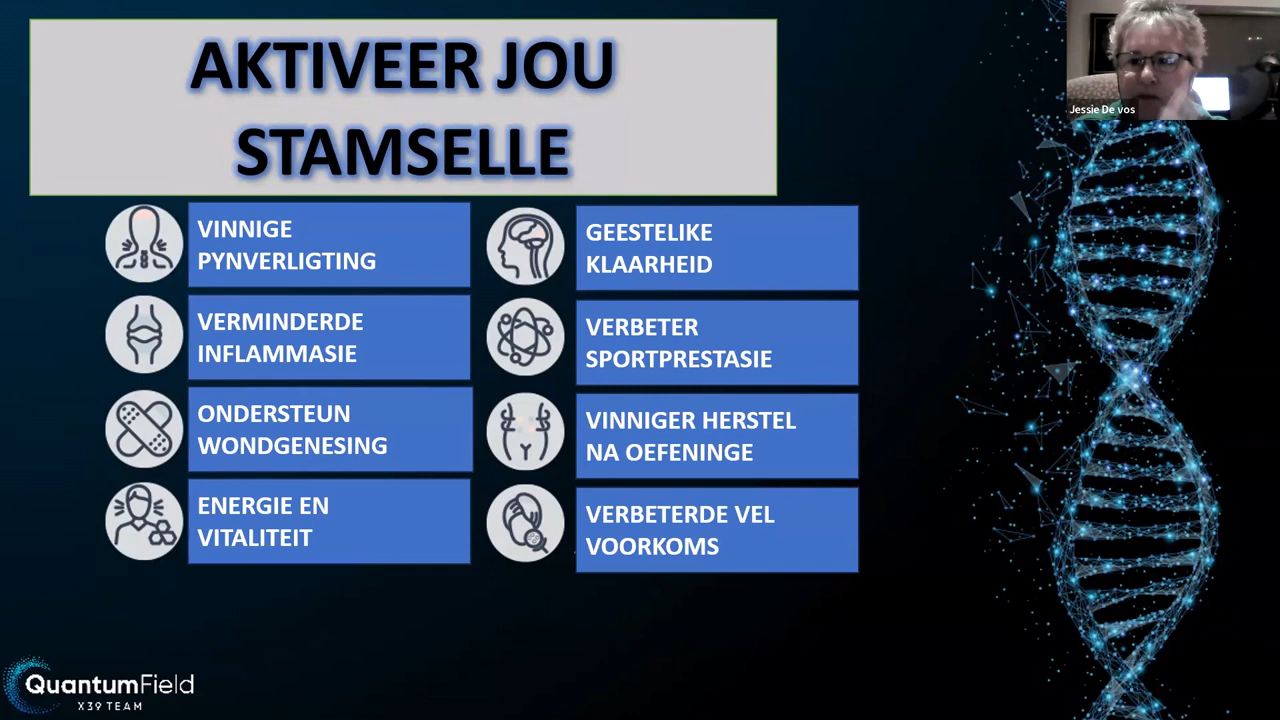 AKTIVEER JOU
STAMSELLE
Jessie De vos
VINNIGE
PYNVERLIGTING
GEESTELIKE
KLAARHEID
VERMINDERDE
INFLAMMASIE
VERBETER
SPORTPRESTASIE
ONDERSTEUN
WONDGENESING
VINNIGER HERSTEL
NA OEFENINGE
ENERGIE EN
VITALITEIT
VERBETERDE VEL
VOORKOMS
QuantumField
X39 TEAM